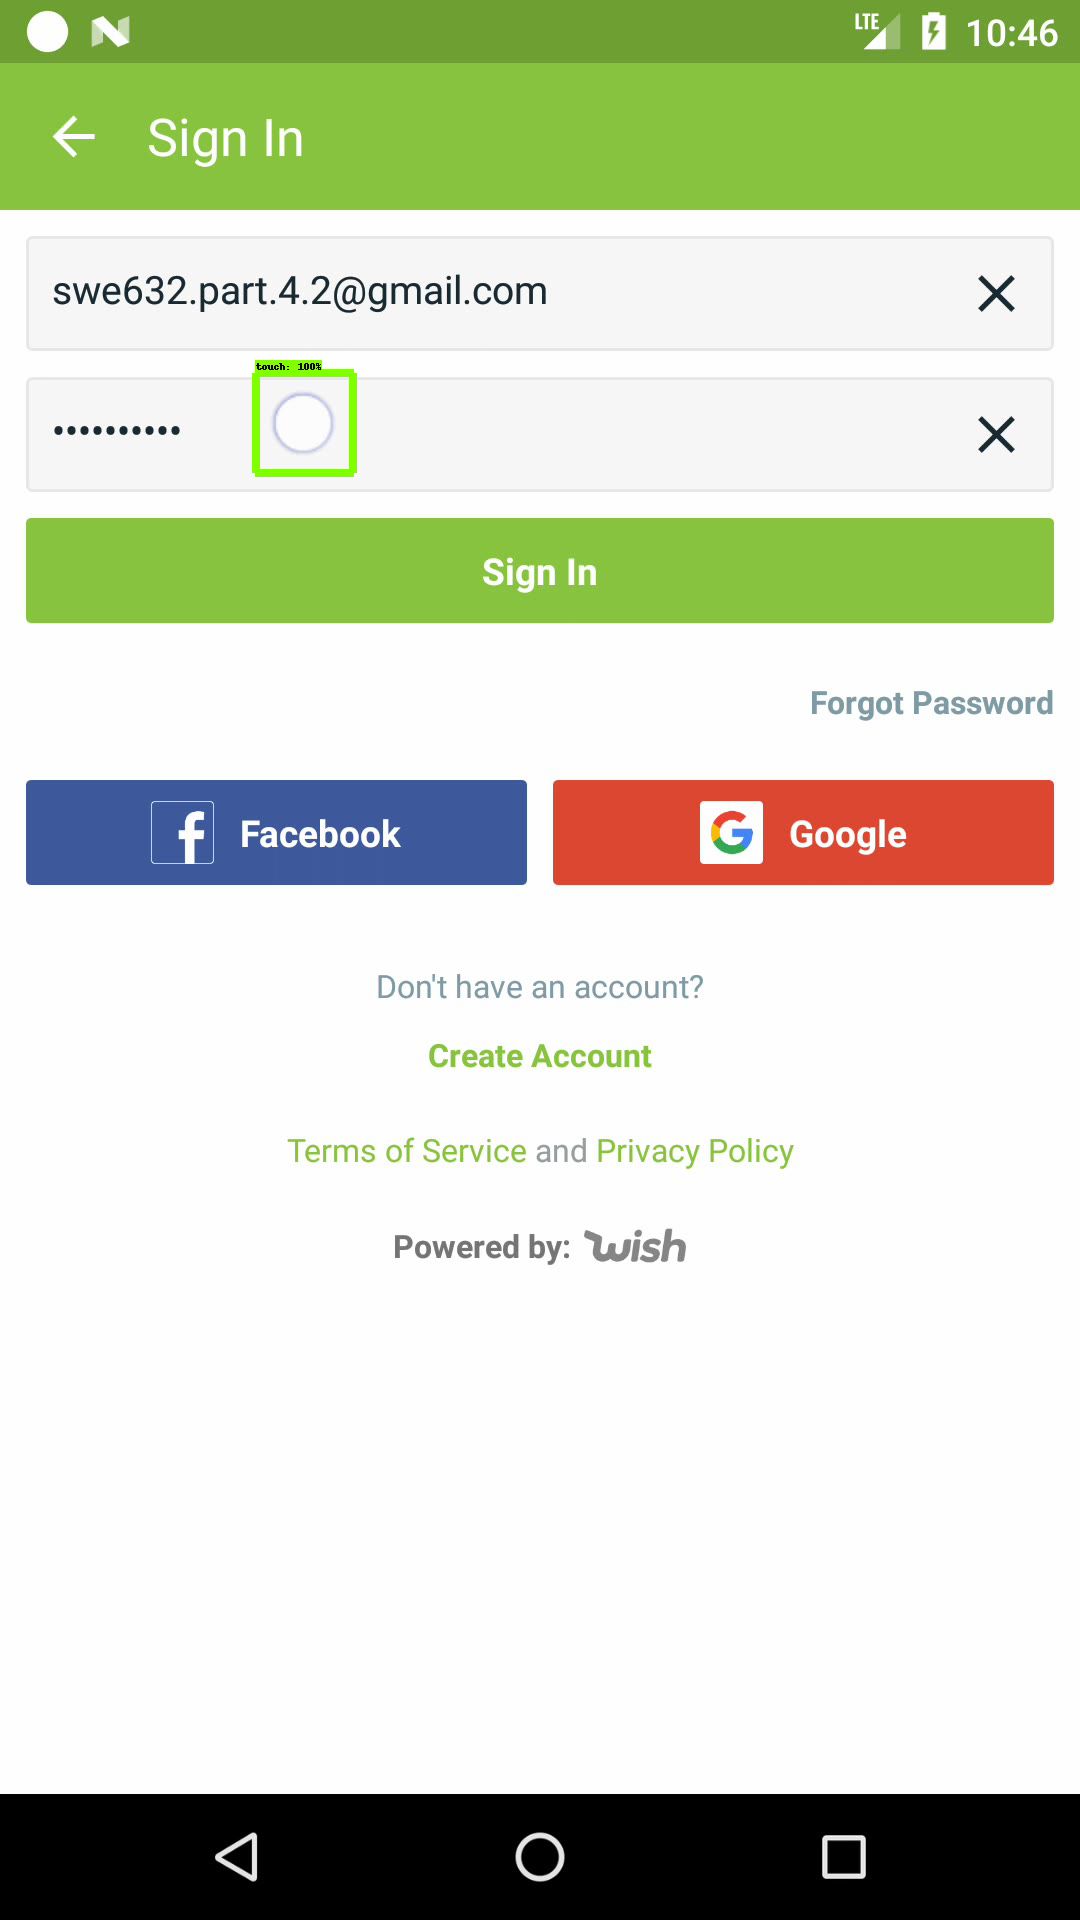 LTE 10:46
Sign In
swe632.part.4.2@gmail.com
touch: 100%
••••••••••
Sign In
Forgot Password
Facebook
Google
Don't have an account?
Create Account
Terms of Service and Privacy Policy
Powered by: wish